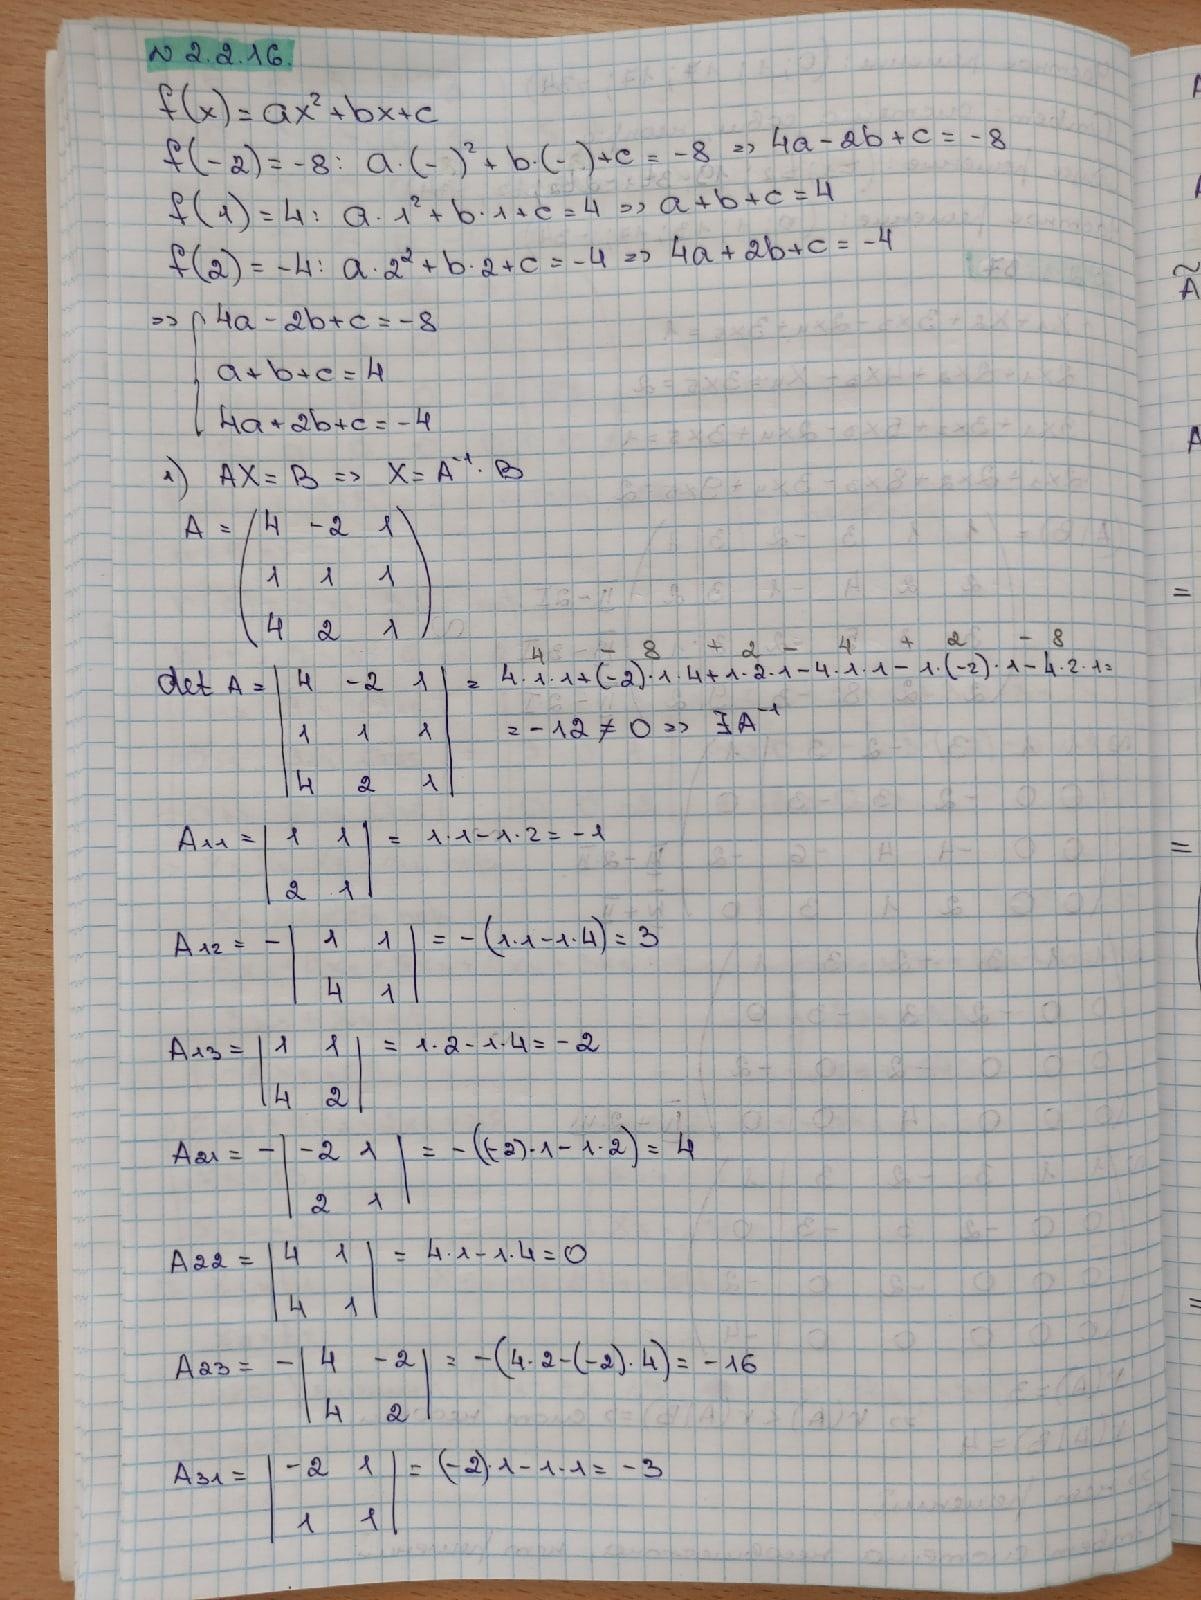 N 2.2.16.
f(x) = ax² + bx + c
f(-2) = -8: a·(- )² + b·(- ) + c = -8 => 4a - 2b + c = -8
f(1) = 4: a·1² + b·1 + c = 4 => a + b + c = 4
f(2) = -4: a·2² + b·2 + c = -4 => 4a + 2b + c = -4
=> { 4a - 2b + c = -8
a + b + c = 4
4a + 2b + c = -4
1) AX = B => X = A⁻¹·B
A = ( 4 -2 1
1 1 1
4 2 1 )
4 - 8 + 2 - 4 + 2 - 8
det A = | 4 -2 1 | = 4·1·1+(-2)·1·4+1·2·1-4·1·1-1·(-2)·1-4·2·1=
| 1 1 1 | = -12 ≠ 0 => ∃A⁻¹
| 4 2 1 |
A11 = | 1 1 | = 1·1-1·2 = -1
| 2 1 |
A12 = - | 1 1 | = -(1·1-1·4) = 3
| 4 1 |
A13 = | 1 1 | = 1·2-1·4 = -2
| 4 2 |
A21 = - | -2 1 | = -((-2)·1-1·2) = 4
| 2 1 |
A22 = | 4 1 | = 4·1-1·4 = 0
| 4 1 |
A23 = - | 4 -2 | = -(4·2-(-2)·4) = -16
| 4 2 |
A31 = | -2 1 | = (-2)·1-1·1 = -3
| 1 1 |
A
Ã
A
=
=
=